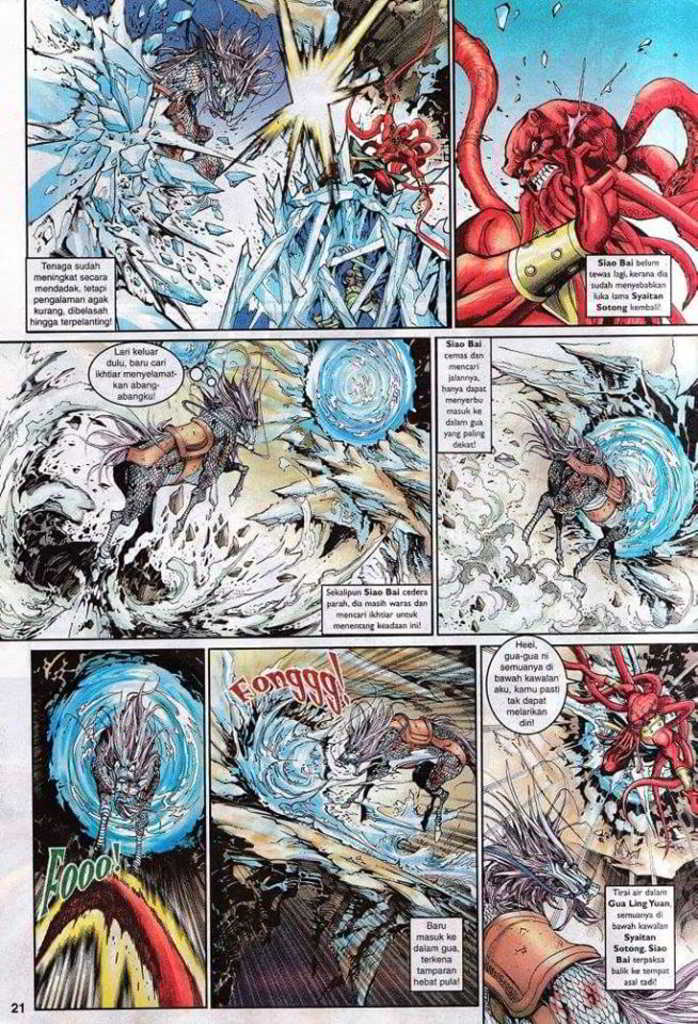 Tenaga sudah
meningkat secara
mendadak, tetapi
pengalaman agak
kurang, dibelasah
hingga terpelanting!
Siao Bai belum
tewas lagi, kerana dia
sudah menyebabkan
luka lama Syaitan
Sotong kembali!
Lari keluar
dulu, baru cari
ikhtiar menyelamat-
kan abang-
abangku!
Sekalipun Siao Bai cedera
parah, dia masih waras dan
mencari ikhtiar untuk
menentang keadaan ini!
Siao Bai
cemas dan
mencari
jalannya,
hanya dapat
menyerbu
masuk ke
dalam gua
yang paling
dekat!
Fooo!
Fonggg!
Baru
masuk ke
dalam gua,
terkena
tamparan
hebat pula!
Heel,
gua-gua ni
semuanya di
bawah kawalan
aku, kamu pasti
tak dapat
melarikan
diri!
Tirai air dalam
Gua Ling Yuan,
semuanya di
bawah kawalan
Syaitan
Sotong, Siao
Bai terpaksa
balik ke tempat
asal tadi!
21